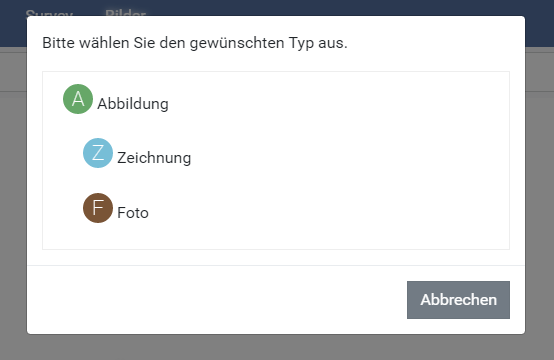 Survey Bilder
Bitte wählen Sie den gewünschten Typ aus.
A Abbildung
Z Zeichnung
F Foto
Abbrechen